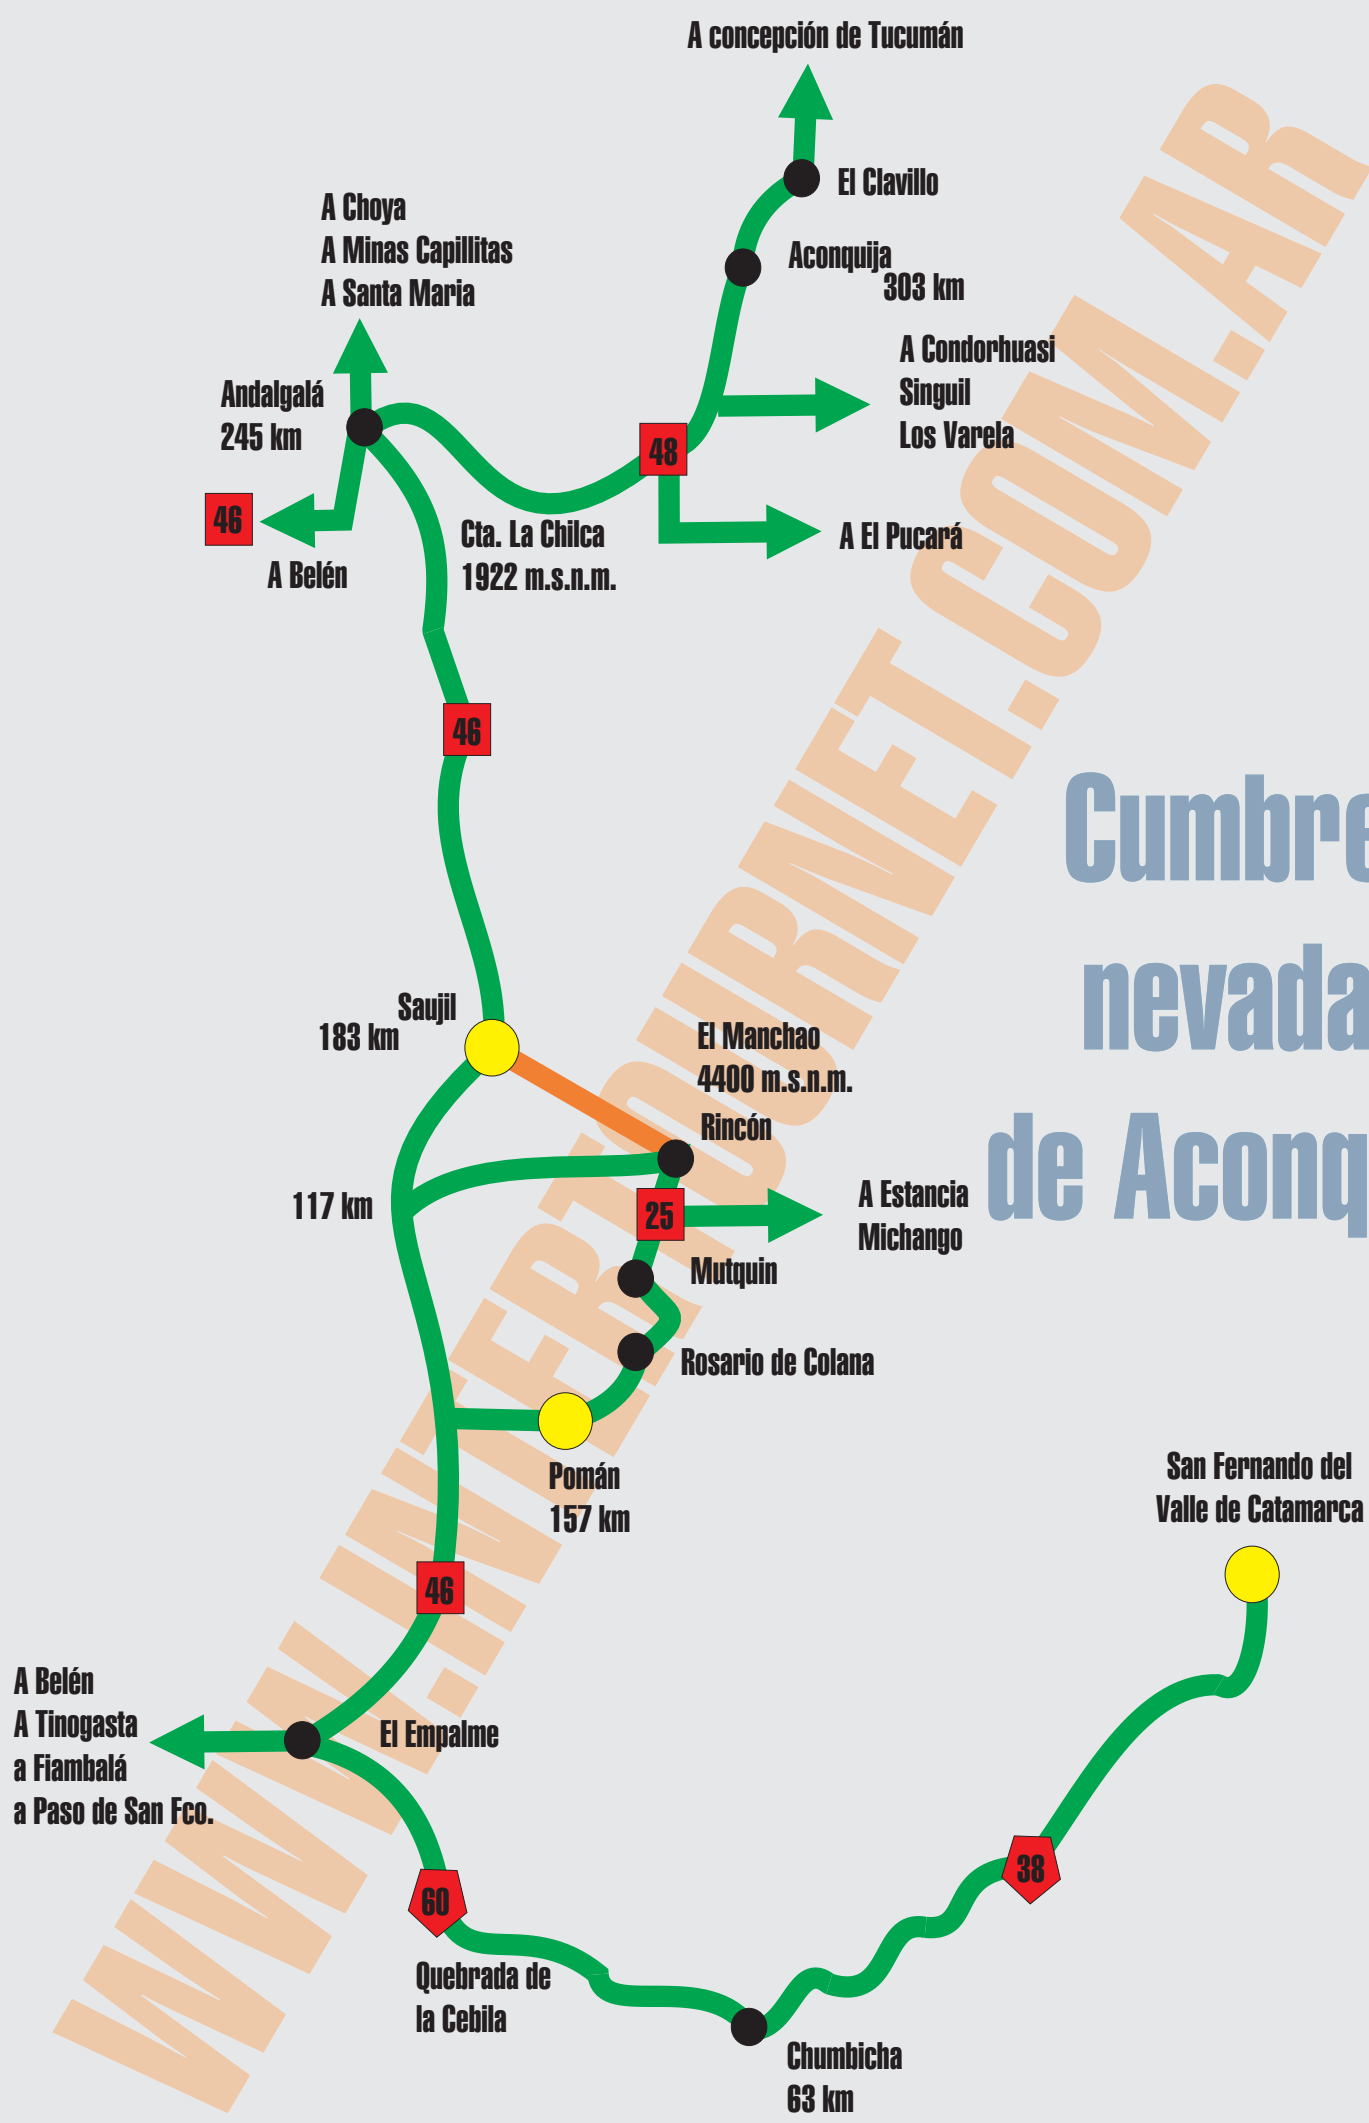 A concepción de Tucumán
El Clavillo
A Choya
A Minas Capillitas
A Santa Maria
Aconquija
303 km
A Condorhuasi
Singuil
Los Varela
Andalgalá
245 km
48
46
A Belén
Cta. La Chilca
1922 m.s.n.m.
A El Pucará
46
Cumbre
nevada
de Aconq
Saujil
183 km
El Manchao
4400 m.s.n.m.
Rincón
117 km
25
A Estancia
Michango
Mutquin
Rosario de Colana
Pomán
157 km
San Fernando del
Valle de Catamarca
46
A Belén
A Tinogasta
a Fiambalá
a Paso de San Fco.
El Empalme
38
60
Quebrada de
la Cebila
Chumbicha
63 km
WWW.INTERTOURNET.COM.AR